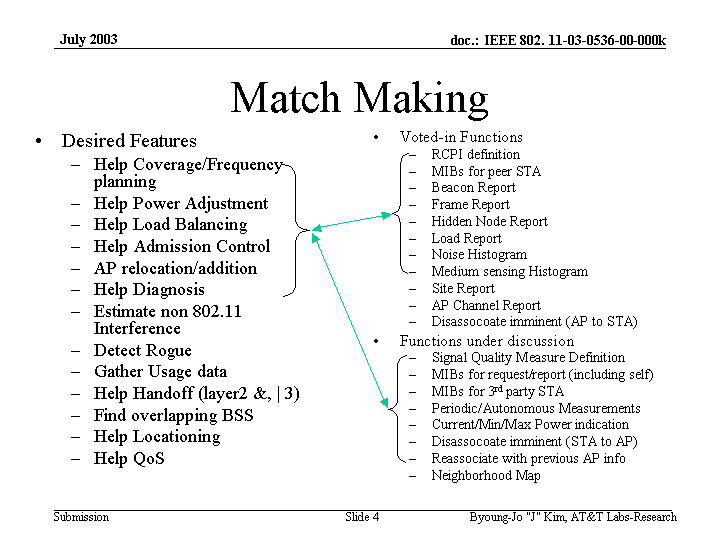 July 2003
doc.: IEEE 802. 11-03-0536-00-000k
Match Making
• Desired Features
– Help Coverage/Frequency
planning
– Help Power Adjustment
– Help Load Balancing
– Help Admission Control
– AP relocation/addition
– Help Diagnosis
– Estimate non 802.11
Interference
– Detect Rogue
– Gather Usage data
– Help Handoff (layer2 &, | 3)
– Find overlapping BSS
– Help Locationing
– Help QoS
• Voted-in Functions
– RCPI definition
– MIBs for peer STA
– Beacon Report
– Frame Report
– Hidden Node Report
– Load Report
– Noise Histogram
– Medium sensing Histogram
– Site Report
– AP Channel Report
– Disassocoate imminent (AP to STA)
• Functions under discussion
– Signal Quality Measure Definition
– MIBs for request/report (including self)
– MIBs for 3rd party STA
– Periodic/Autonomous Measurements
– Current/Min/Max Power indication
– Disassocoate imminent (STA to AP)
– Reassociate with previous AP info
– Neighborhood Map
Submission
Slide 4
Byoung-Jo "J" Kim, AT&T Labs-Research